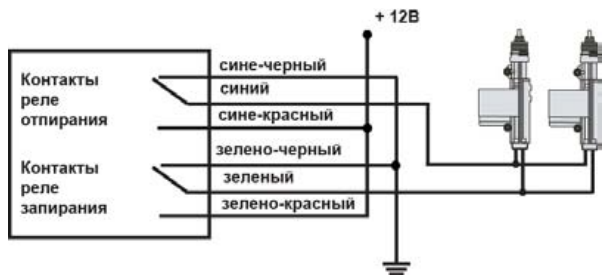 + 12В
сине-черный
Контакты
реле
отпирания
синий
сине-красный
зелено-черный
Контакты
реле
запирания
зеленый
зелено-красный